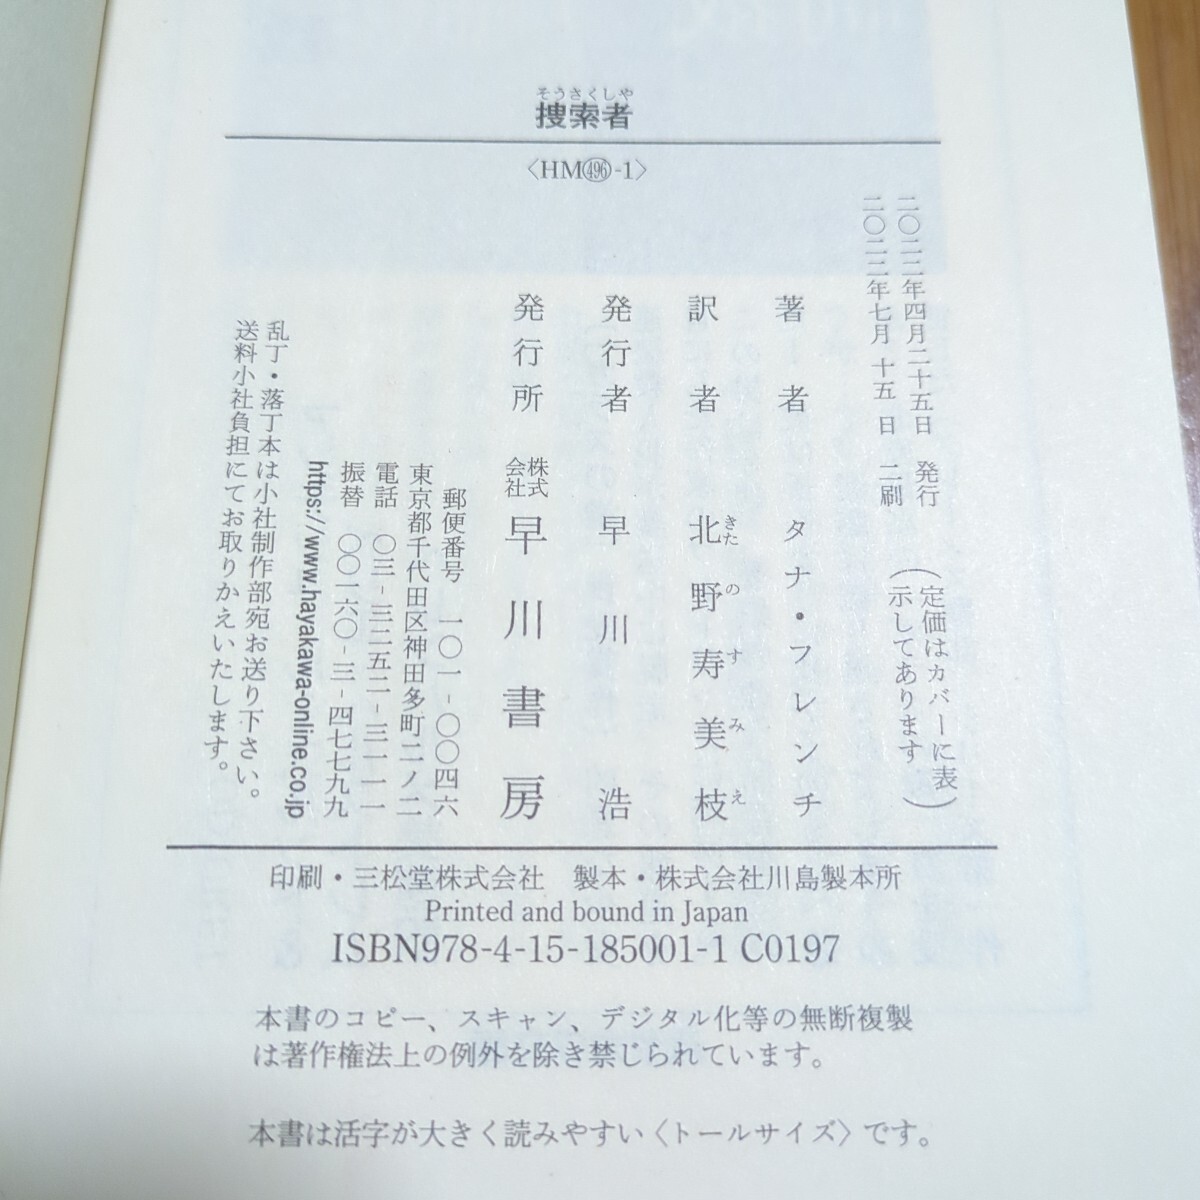 そうさくしや
捜索者
〈HM㊾6-1〉
二〇二二年四月二十五日 発行
二〇二二年七月十五日 二刷
（定価はカバーに表示してあります）
著者 タナ・フレンチ
訳者 北野寿美枝
きたのすみえ
発行者 早川浩
発行所 株式会社 早川書房
郵便番号 一〇一-〇〇四六
東京都千代田区神田多町二ノ二
電話 〇三-三二五二-三一一一
振替 〇〇一六〇-三-四七七九九
https://www.hayakawa-online.co.jp
乱丁・落丁本は小社制作部宛お送り下さい。
送料小社負担にてお取りかえいたします。
印刷・三松堂株式会社 製本・株式会社川島製本所
Printed and bound in Japan
ISBN978-4-15-185001-1 C0197
本書のコピー、スキャン、デジタル化等の無断複製
は著作権法上の例外を除き禁じられています。
本書は活字が大きく読みやすい〈トールサイズ〉です。